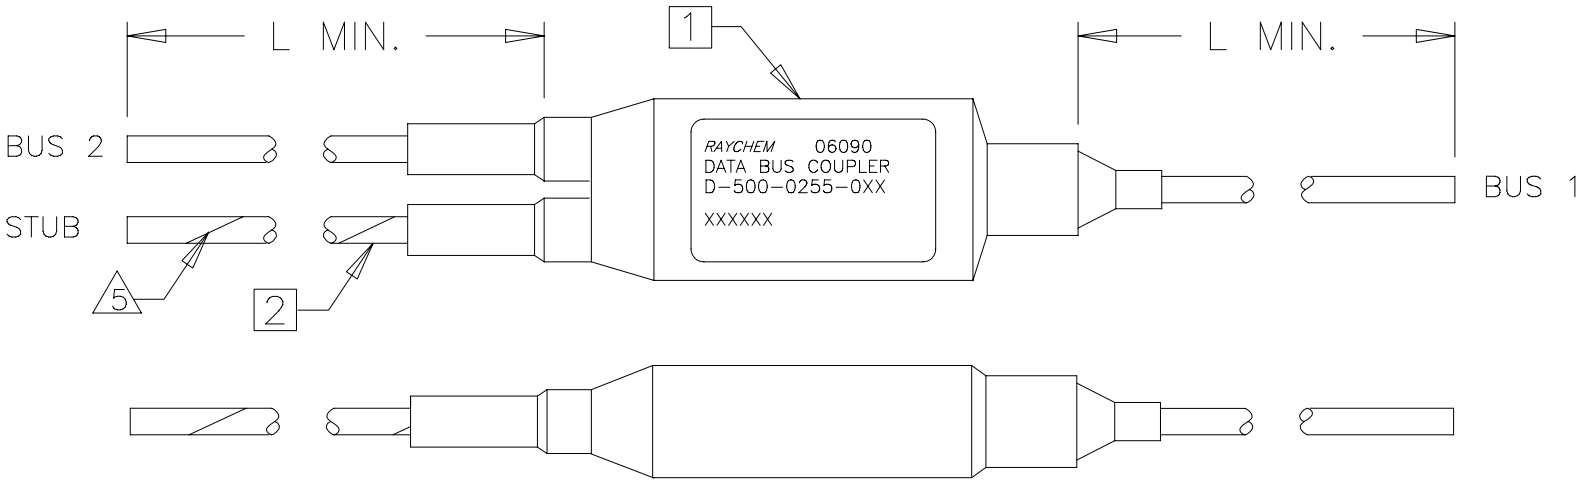 L MIN.
1
L MIN.
BUS 2
RAYCHEM 06090
DATA BUS COUPLER
D-500-0255-0XX
XXXXXX
BUS 1
STUB
5
2